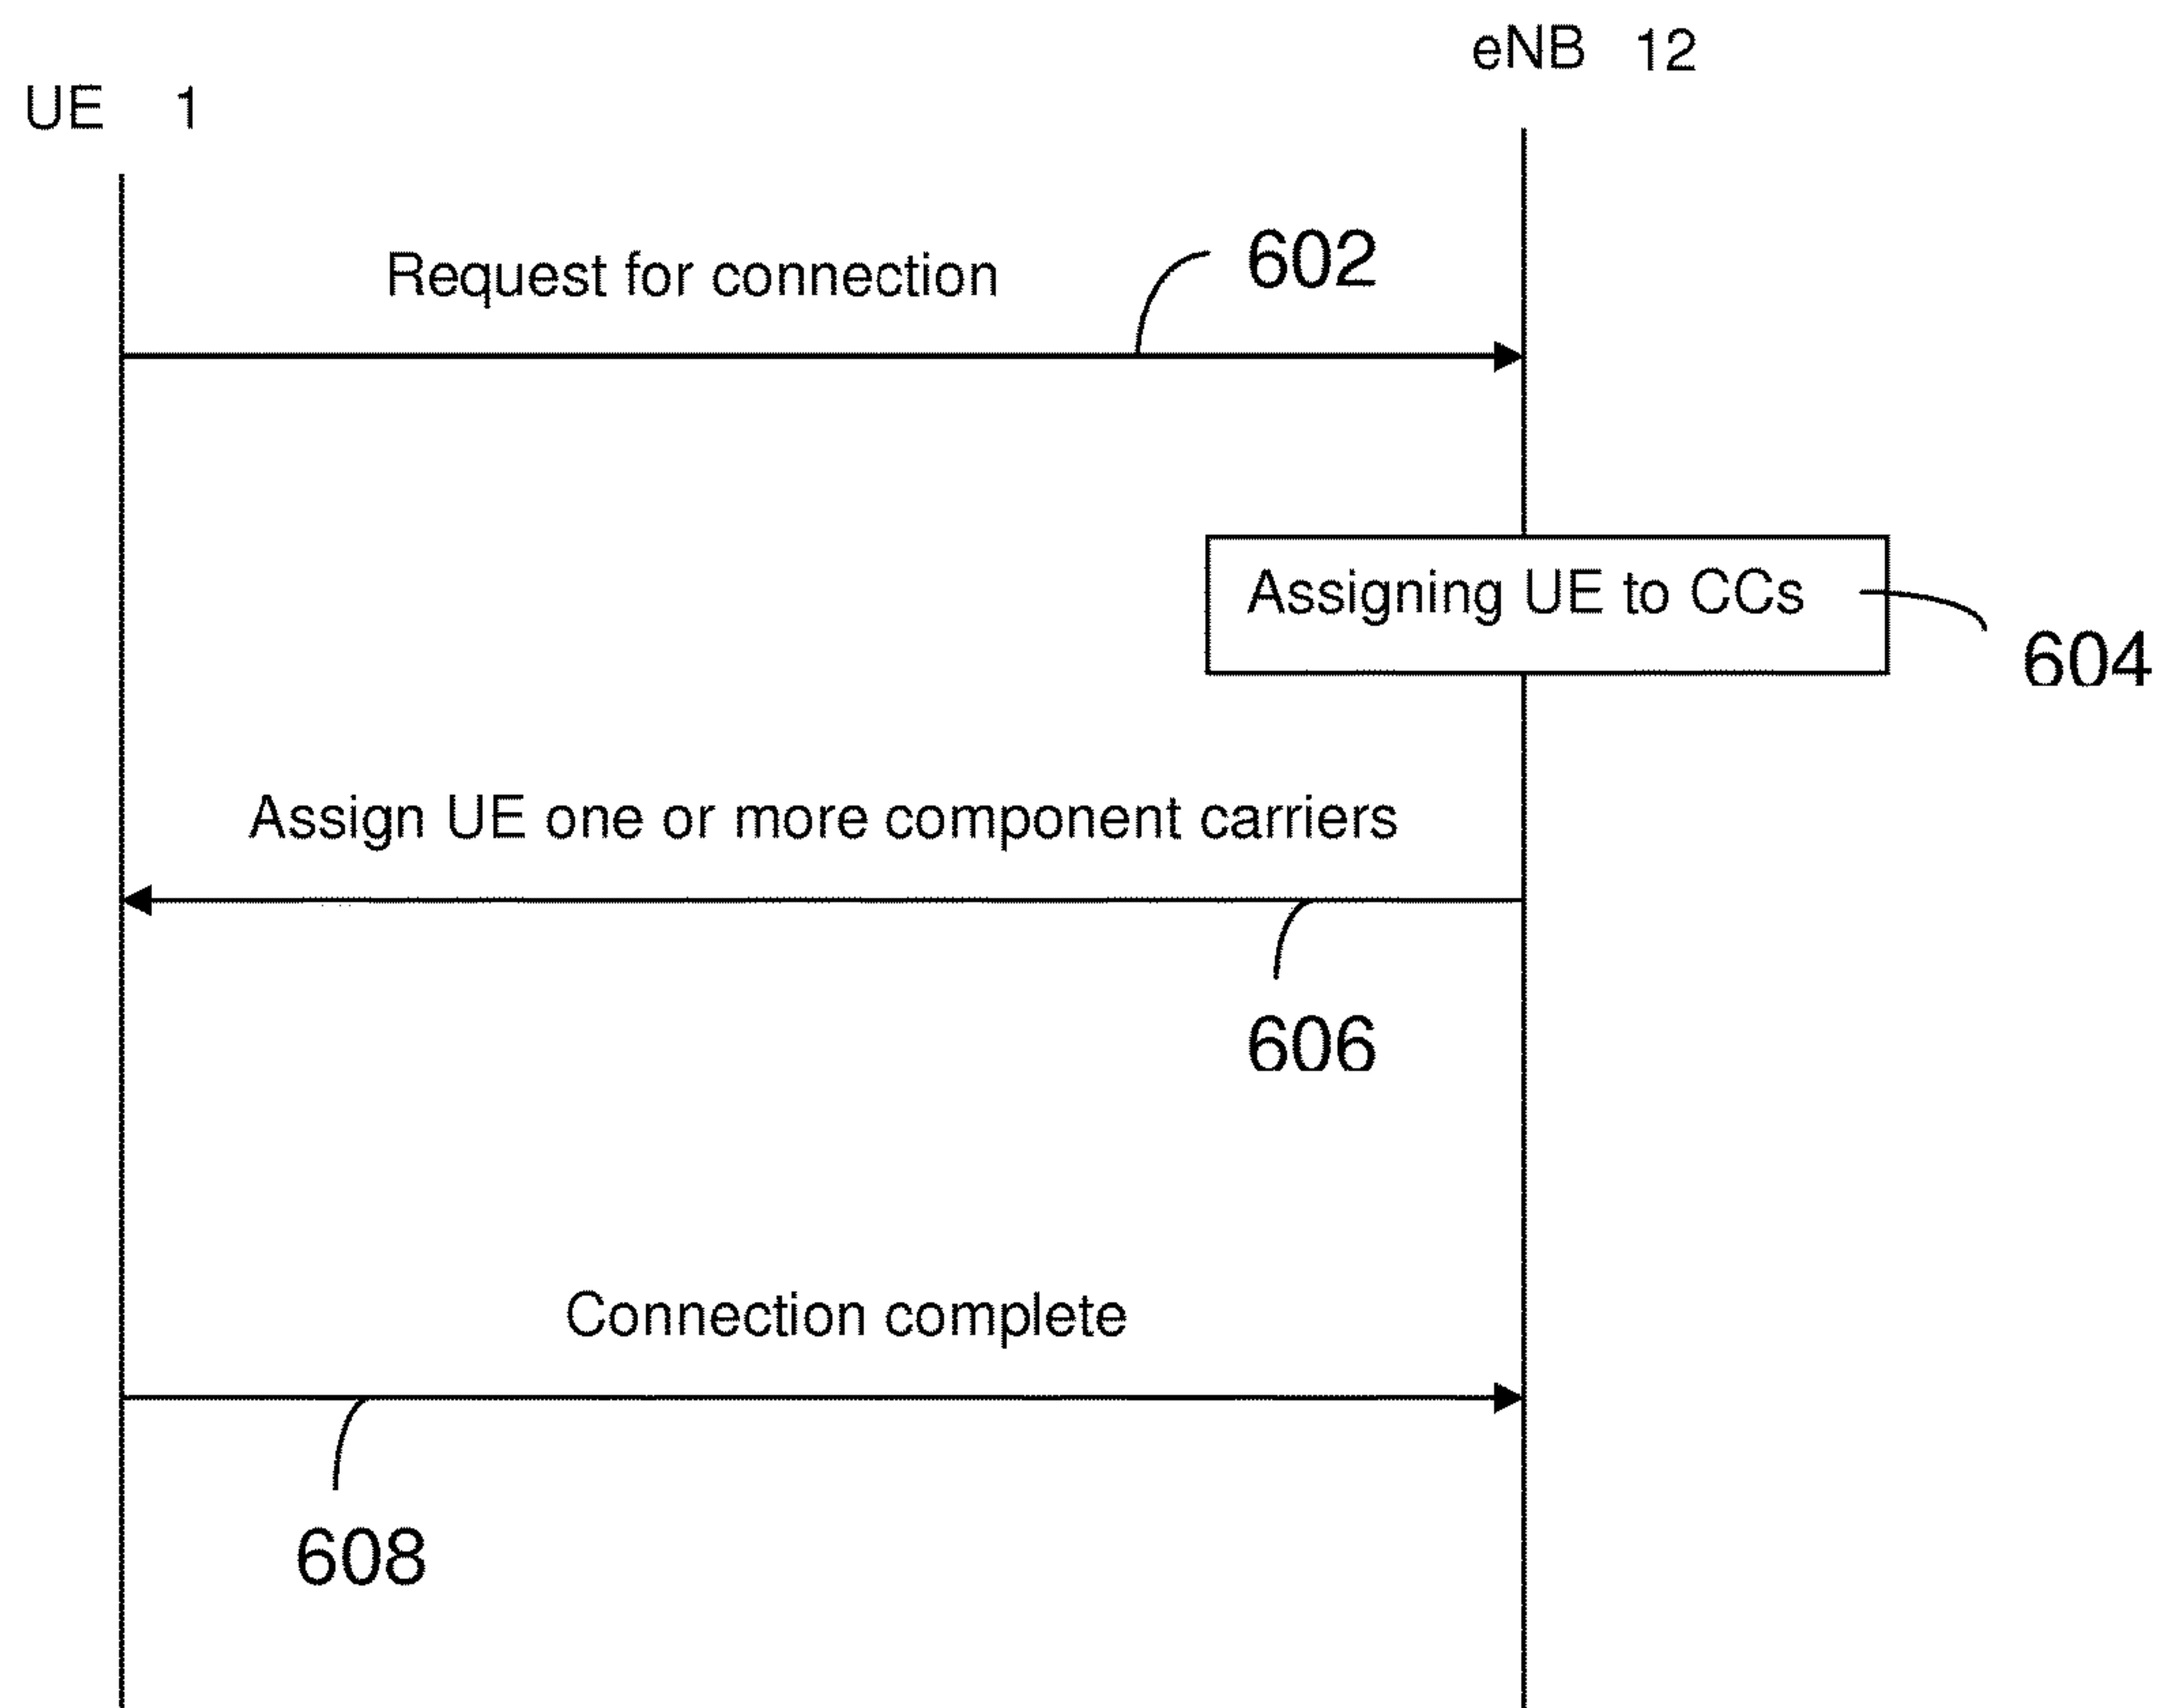 eNB 12
UE 1
Request for connection
602
Assigning UE to CCs
604
Assign UE one or more component carriers
606
Connection complete
608